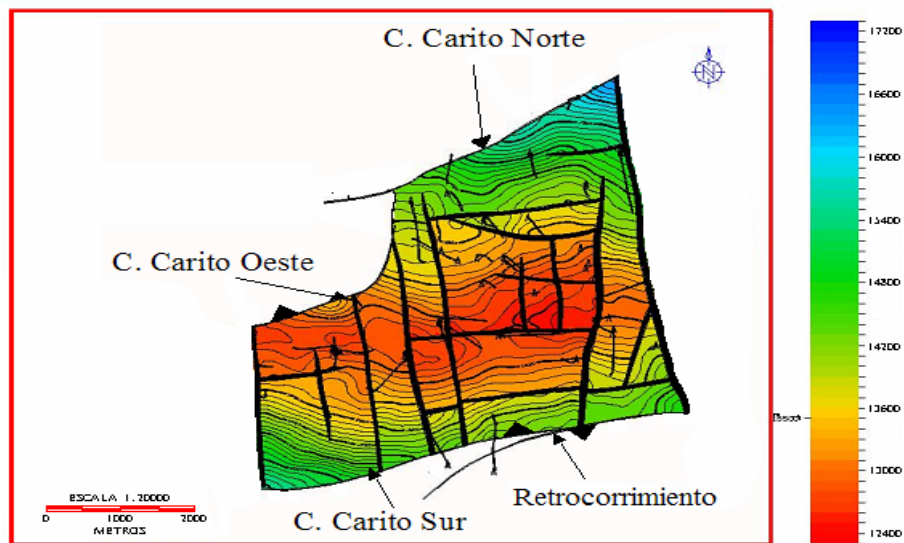 C. Carito Norte
N
C. Carito Oeste
Retrocorrimiento
C. Carito Sur
ESCALA 1:20000
0 1000 2000
METROS
17200
16600
16000
15400
14800
14200
13600
13000
12400